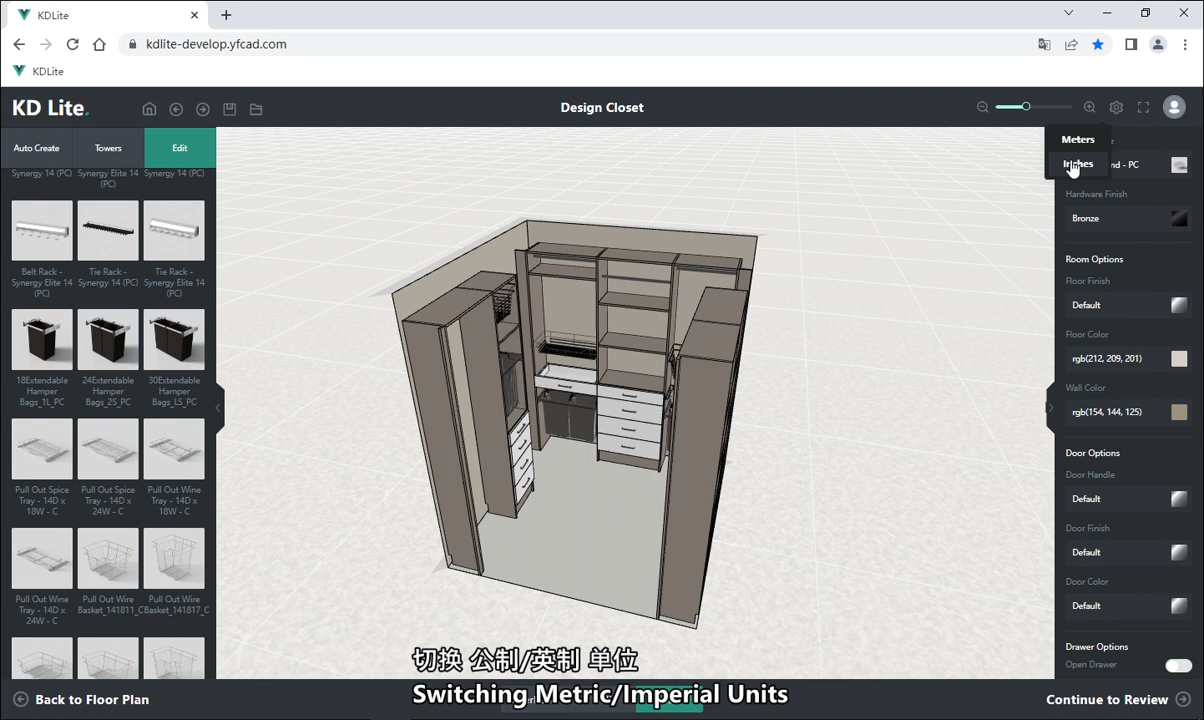 KDLite
kdlite-develop.yfcad.com
KDLite
KD Lite.
Design Closet
Auto Create
Towers
Edit
Meters
Inches
Synergy 14 (PC)
Synergy Elite 14 (PC)
Synergy 14 (PC)
nd - PC
Hardware Finish
Bronze
Belt Rack - Synergy Elite 14 (PC)
Tie Rack - Synergy 14 (PC)
Tie Rack - Synergy Elite 14 (PC)
Room Options
Floor Finish
Default
Floor Color
rgb(212, 209, 201)
Wall Color
rgb(154, 144, 125)
18Extendable Hamper Bags_1L_PC
24Extendable Hamper Bags_2S_PC
30Extendable Hamper Bags_LS_PC
Door Options
Door Handle
Default
Door Finish
Default
Door Color
Default
Pull Out Spice Tray - 14D x 18W - C
Pull Out Spice Tray - 14D x 24W - C
Pull Out Wine Tray - 14D x 18W - C
Pull Out Wine Tray - 14D x 24W - C
Pull Out Wire Basket_141811_C
Pull Out Wire Basket_141817_C
Drawer Options
Open Drawer
切换 公制/英制 单位
Switching Metric/Imperial Units
Back to Floor Plan
Continue to Review